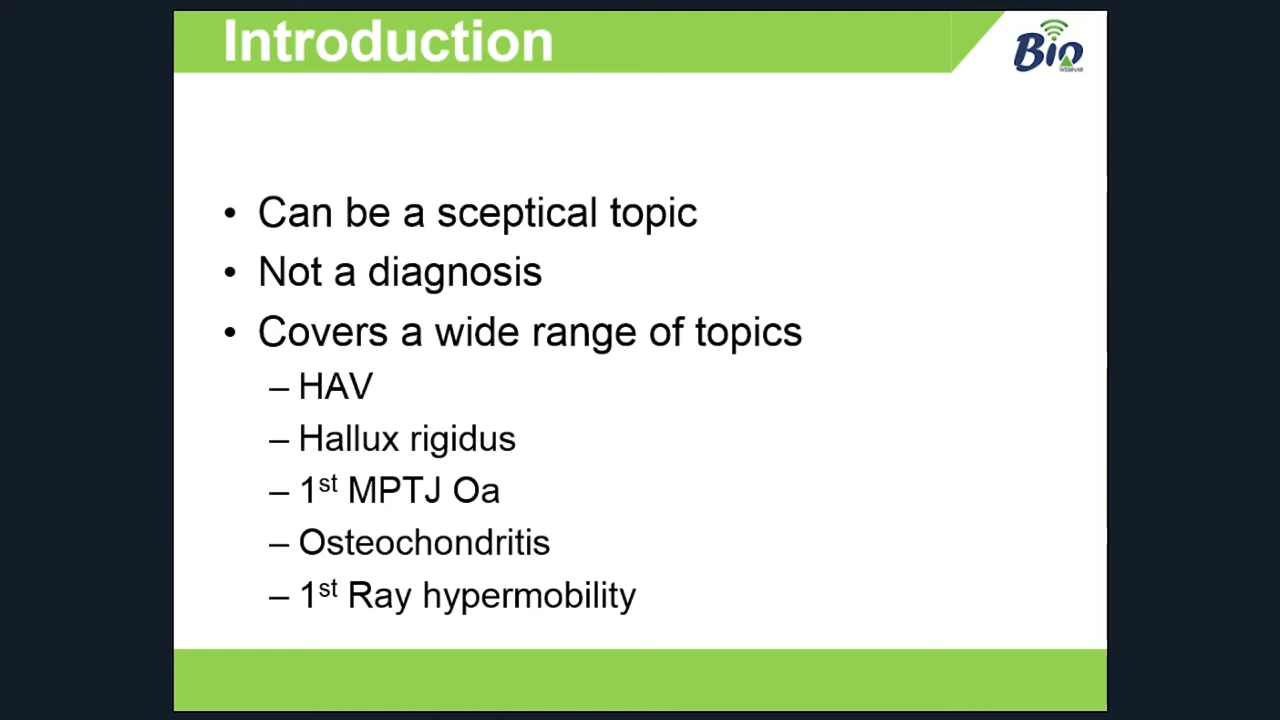 Introduction
Bio
WEBINAR
• Can be a sceptical topic
• Not a diagnosis
• Covers a wide range of topics
– HAV
– Hallux rigidus
– 1st MPTJ Oa
– Osteochondritis
– 1st Ray hypermobility